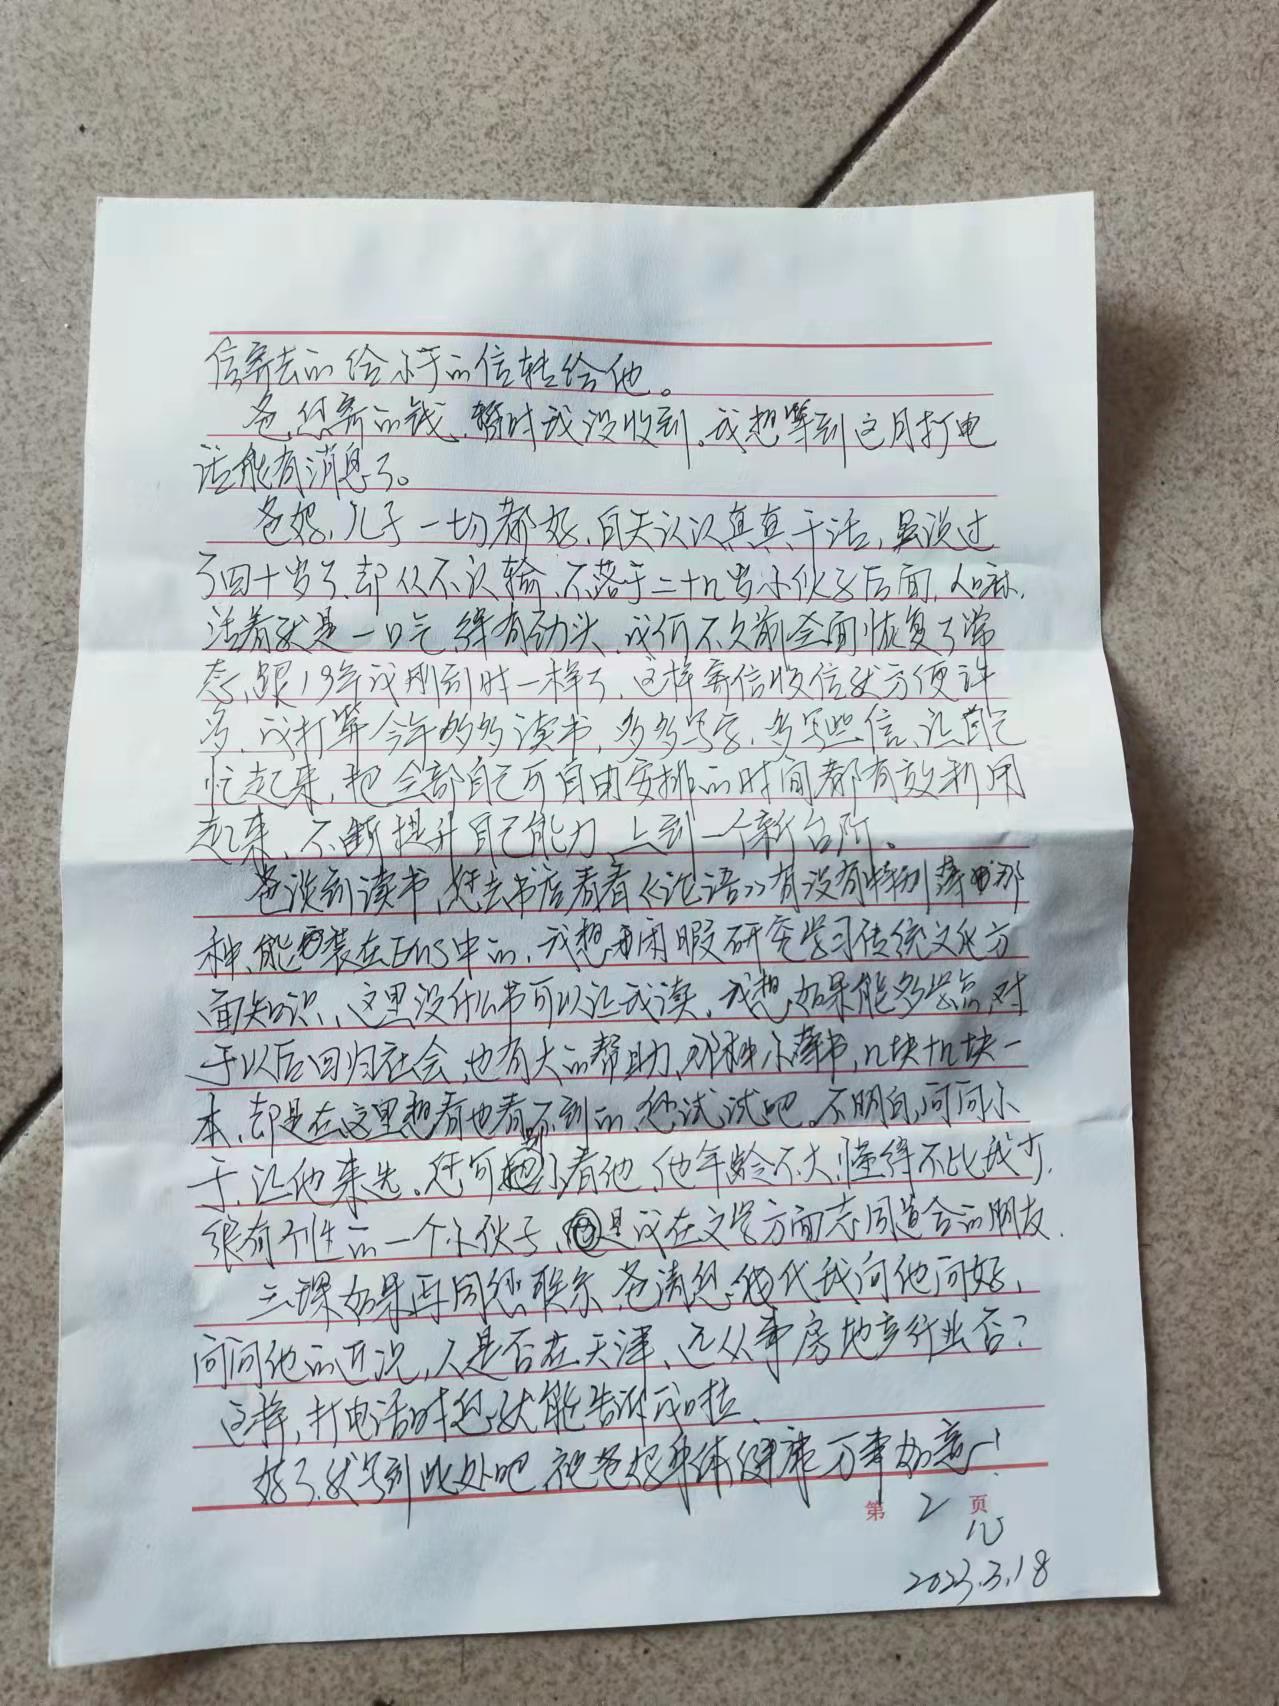 信寄去的给小于的信转给他。
爸,您寄的钱,暂时我没收到。我想等到这月打电
话能有消息了。
爸妈,儿子一切都好,白天认认真真干活,虽说过
了四十岁了,却从不认输,不落于二十几岁小伙子后面,人嘛,
活着就是一口气,得有劲头,我们不久前全面恢复了常
态,跟19年我刚到时一样了,这样寄信收信就方便许
多,我打算今年多多读书,多多写字,多写些信,让自己
忙起来,把全部自己可自由安排的时间都有效利用
起来,不断提升自己能力,上到一个新台阶。
爸谈到读书,您去书店看看《论语》有没有特别薄的那
种,能装在EMS中的,我想用闲暇研究学习传统文化方
面知识,这里没什么书可以让我读,我想如果能多学点,对
于以后回归社会,也有大的帮助,那种小薄书,几块十几块一
本,却是在这里想看也看不到的,您试试吧。不明白,问问小
于,让他来先。您可别小看他,他年龄不大,懂得不比我少,
很有个性的一个小伙子,是我在文学方面志同道合的朋友。
三课如果再同您联系,爸请您代我向他问好,
问问他的近况,人是否在天津,还从事房地产行业否?
这样,打电话时您就能告诉我啦。
好了,就写到此处吧,祝爸妈身体健康,万事如意!
第 2 页
2023.3.18